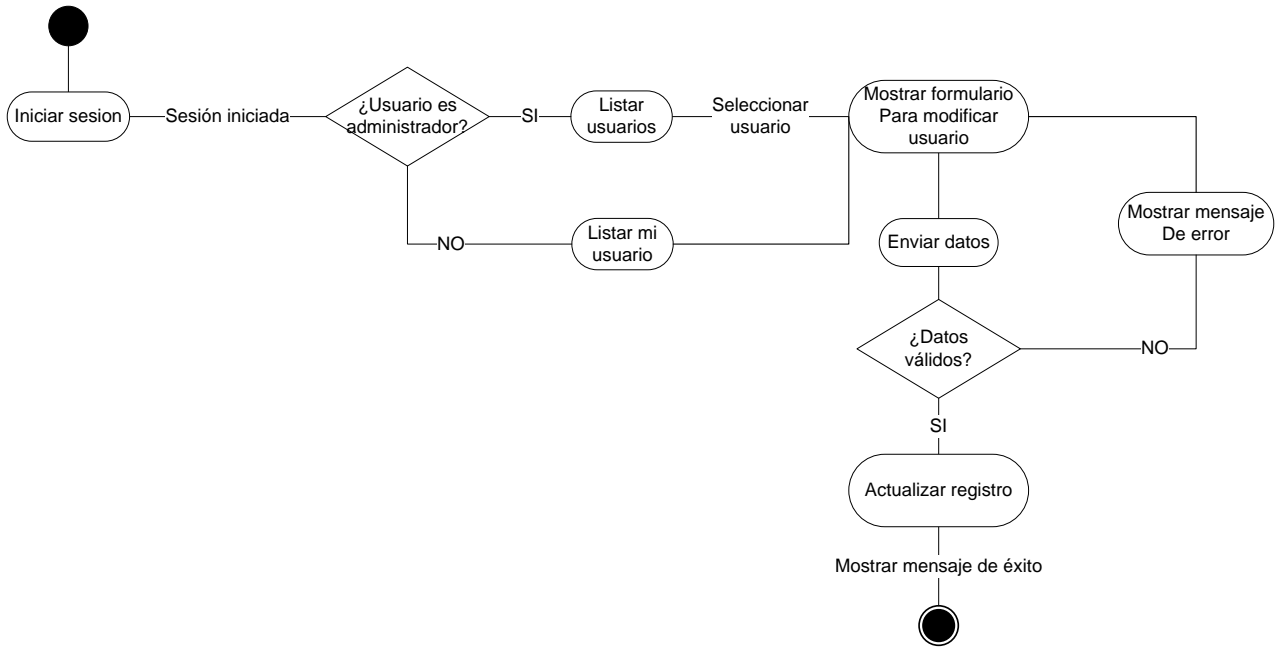 Iniciar sesion
Sesión iniciada
¿Usuario es
administrador?
SI
Listar
usuarios
Seleccionar
usuario
Mostrar formulario
Para modificar
usuario
NO
Listar mi
usuario
Enviar datos
Mostrar mensaje
De error
¿Datos
válidos?
NO
SI
Actualizar registro
Mostrar mensaje de éxito